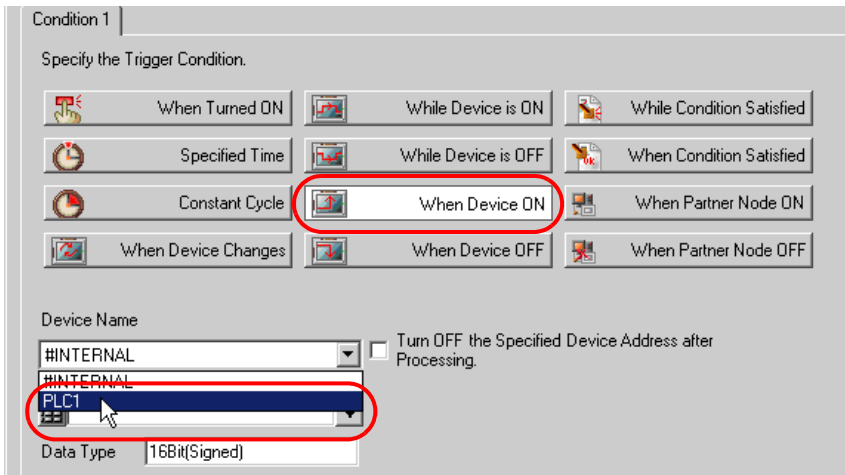 Condition 1
Specify the Trigger Condition.
When Turned ON While Device is ON While Condition Satisfied
Specified Time While Device is OFF When Condition Satisfied
Constant Cycle When Device ON When Partner Node ON
When Device Changes When Device OFF When Partner Node OFF
Device Name
#INTERNAL Turn OFF the Specified Device Address after
Processing.
#INTERNAL
PLC1
Data Type 16Bit(Signed)